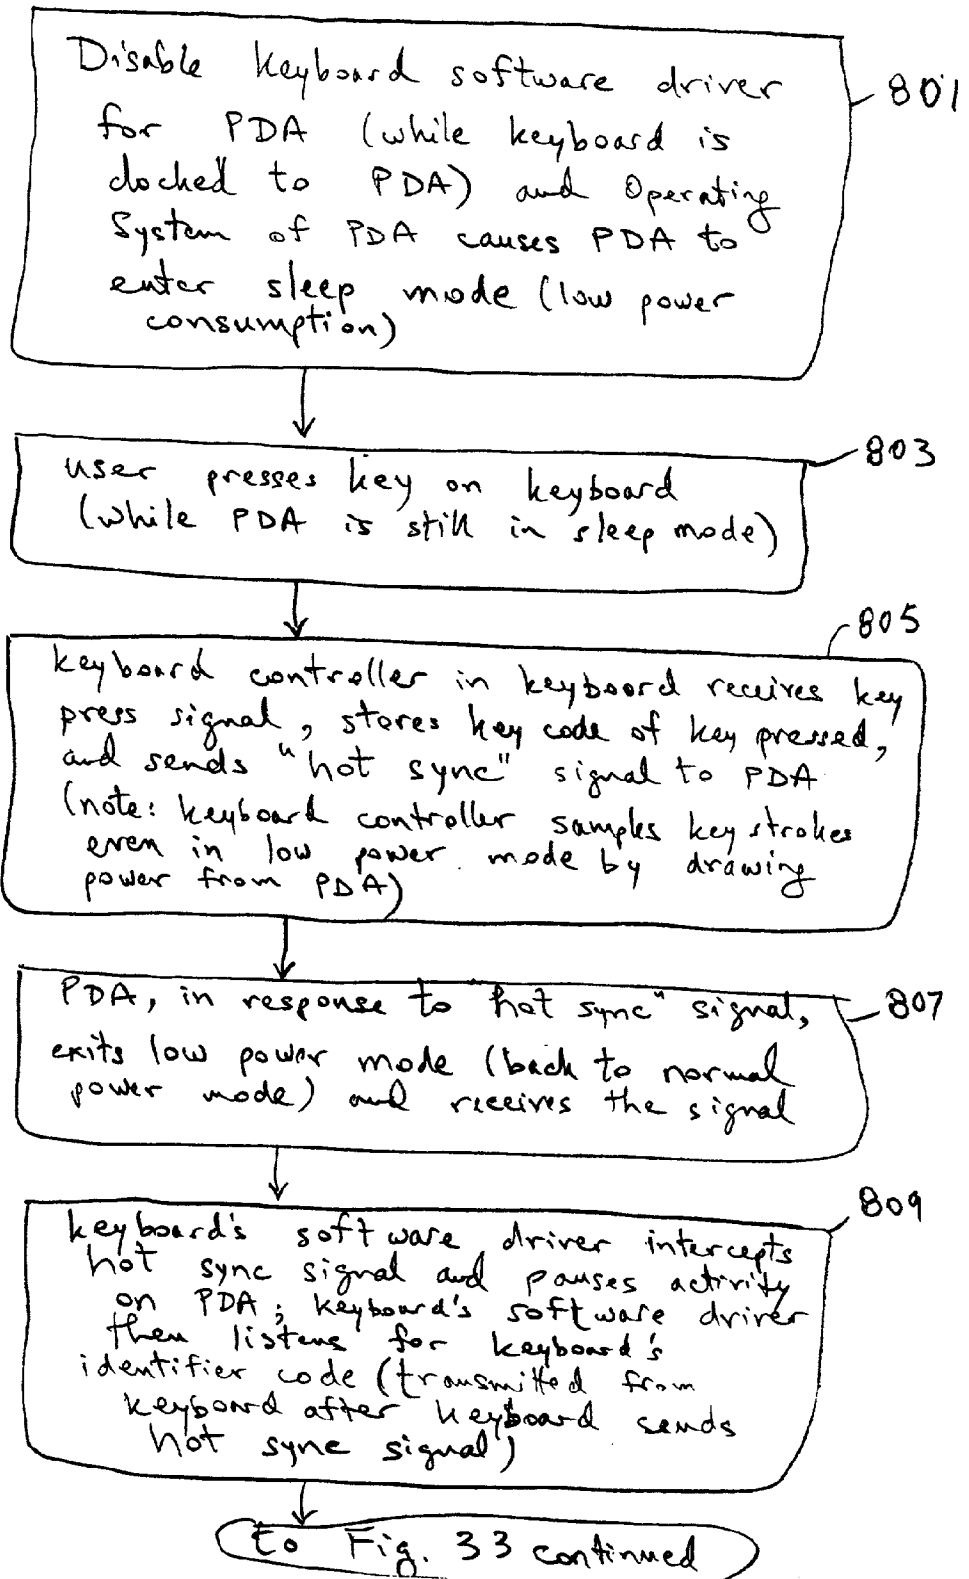 Disable keyboard software driver
801
for PDA (while keyboard is
docked to PDA) and Operating
System of PDA causes PDA to
enter sleep mode (low power
consumption)
803
user presses key on keyboard
(while PDA is still in sleep mode)
805
keyboard controller in keyboard receives key
press signal, stores key code of key pressed,
and sends "hot sync" signal to PDA
(note: keyboard controller samples key strokes
even in low power mode by drawing
power from PDA)
PDA, in response to "hot sync" signal,
807
exits low power mode (back to normal
power mode) and receives the signal
809
keyboard's software driver intercepts
hot sync signal and pauses activity
on PDA; keyboard's software driver
then listens for keyboard's
identifier code (transmitted from
keyboard after keyboard sends
hot sync signal)
to Fig. 33 continued